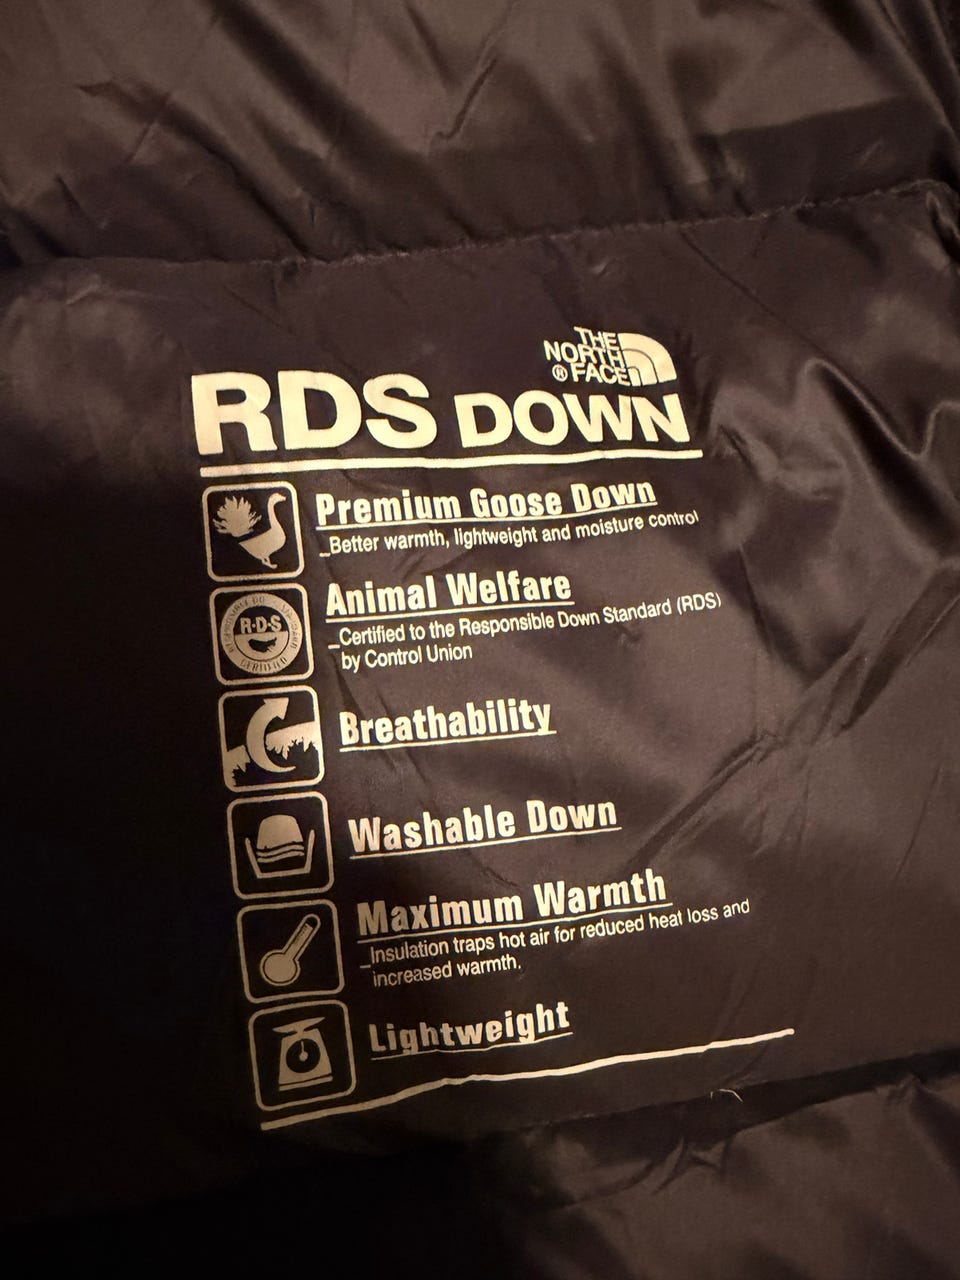 THE
NORTH
® FACE
RDS DOWN
Premium Goose Down
_Better warmth, lightweight and moisture control
Animal Welfare
_Certified to the Responsible Down Standard (RDS)
by Control Union
R·D·S
CERTIFIED
Breathability
Washable Down
Maximum Warmth
_Insulation traps hot air for reduced heat loss and
increased warmth.
Lightweight